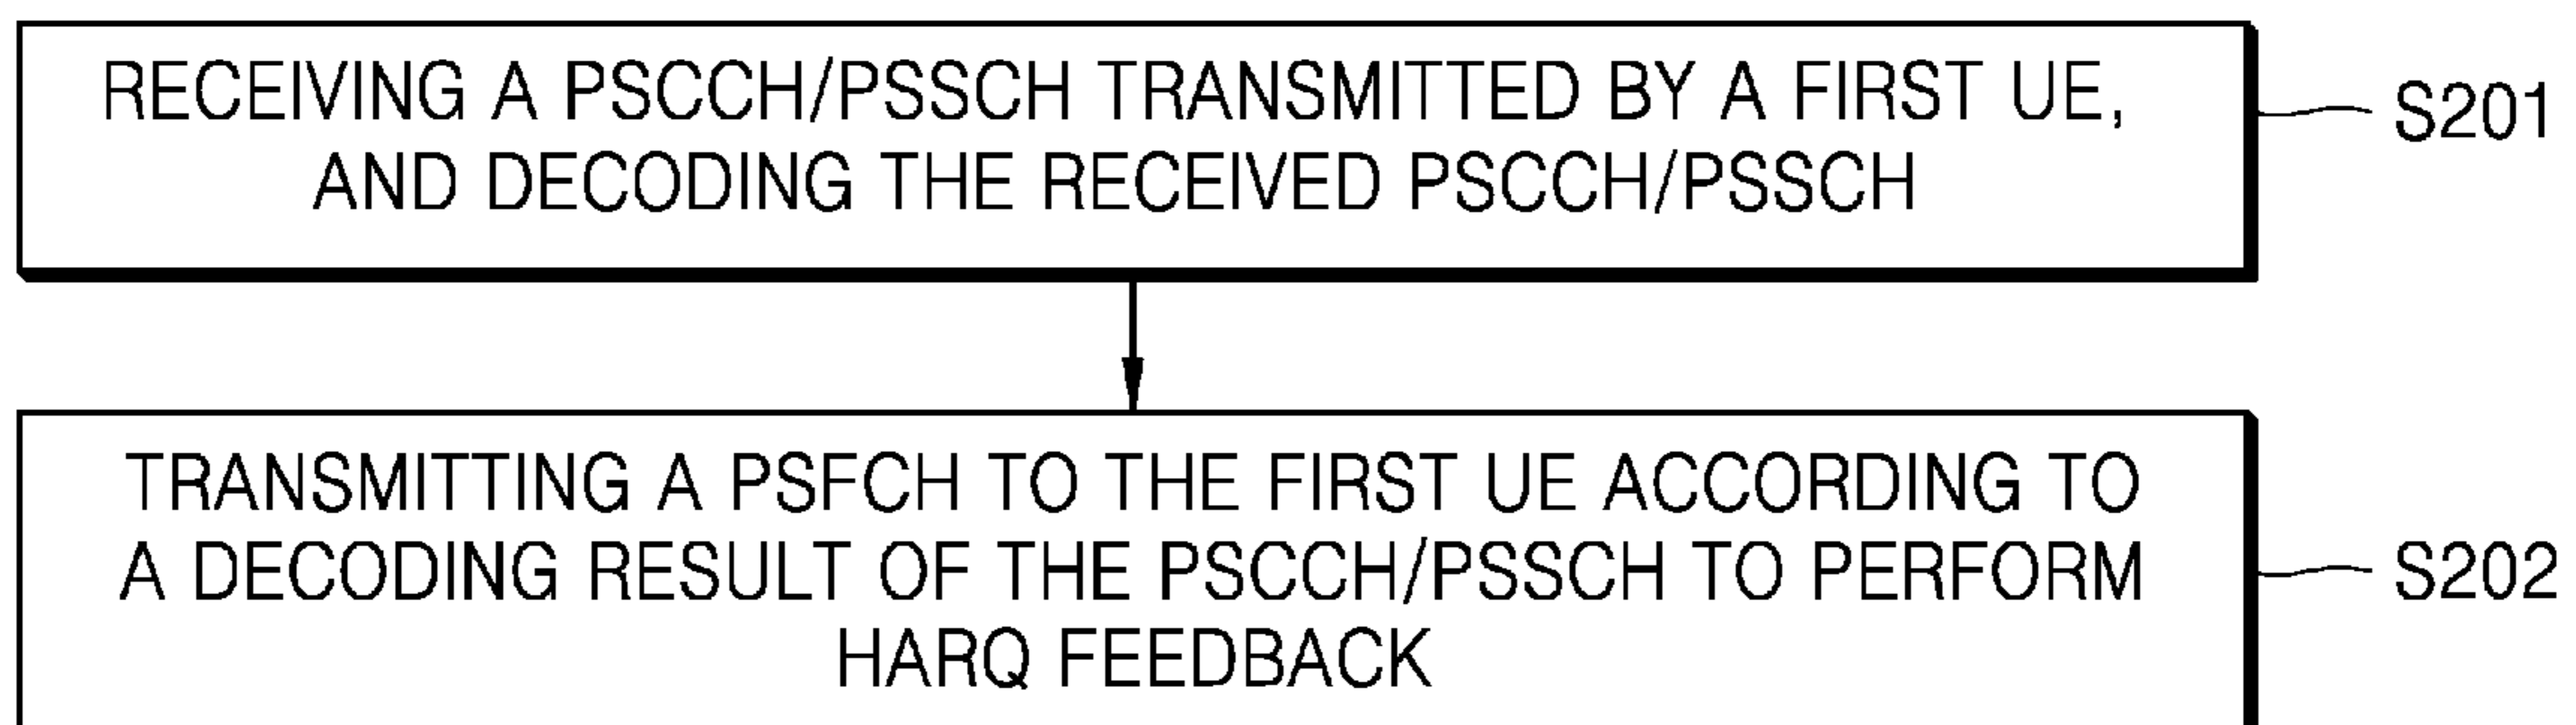 RECEIVING A PSCCH/PSSCH TRANSMITTED BY A FIRST UE,
AND DECODING THE RECEIVED PSCCH/PSSCH
S201
TRANSMITTING A PSFCH TO THE FIRST UE ACCORDING TO
A DECODING RESULT OF THE PSCCH/PSSCH TO PERFORM
HARQ FEEDBACK
S202